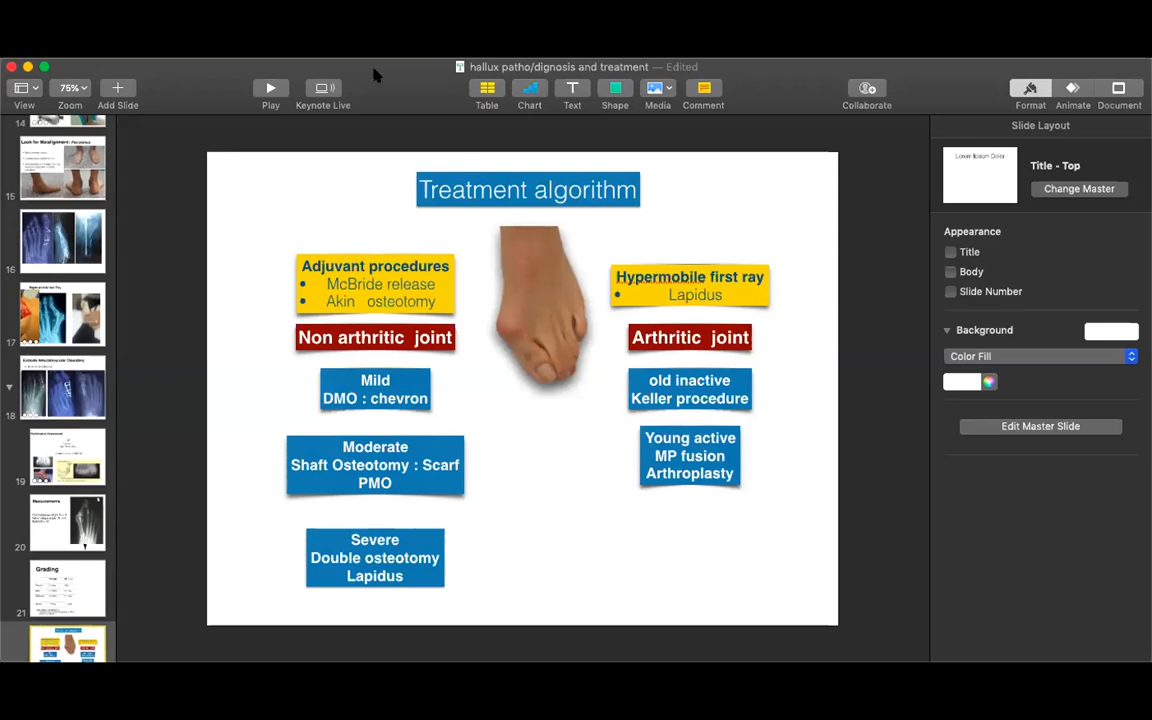 hallux patho/dignosis and treatment — Edited
75%
View
Zoom
Add Slide
Play
Keynote Live
Table
Chart
Text
Shape
Media
Comment
Collaborate
Format
Animate
Document
Slide Layout
Lorem Ipsum Dolor
Title - Top
Change Master
Appearance
Title
Body
Slide Number
Background
Color Fill
Edit Master Slide
14
15
16
17
18
19
Measurements
20
Grading
21
Treatment algorithm
Adjuvant procedures
• McBride release
• Akin osteotomy
Non arthritic joint
Mild
DMO : chevron
Moderate
Shaft Osteotomy : Scarf
PMO
Severe
Double osteotomy
Lapidus
Hypermobile first ray
• Lapidus
Arthritic joint
old inactive
Keller procedure
Young active
MP fusion
Arthroplasty